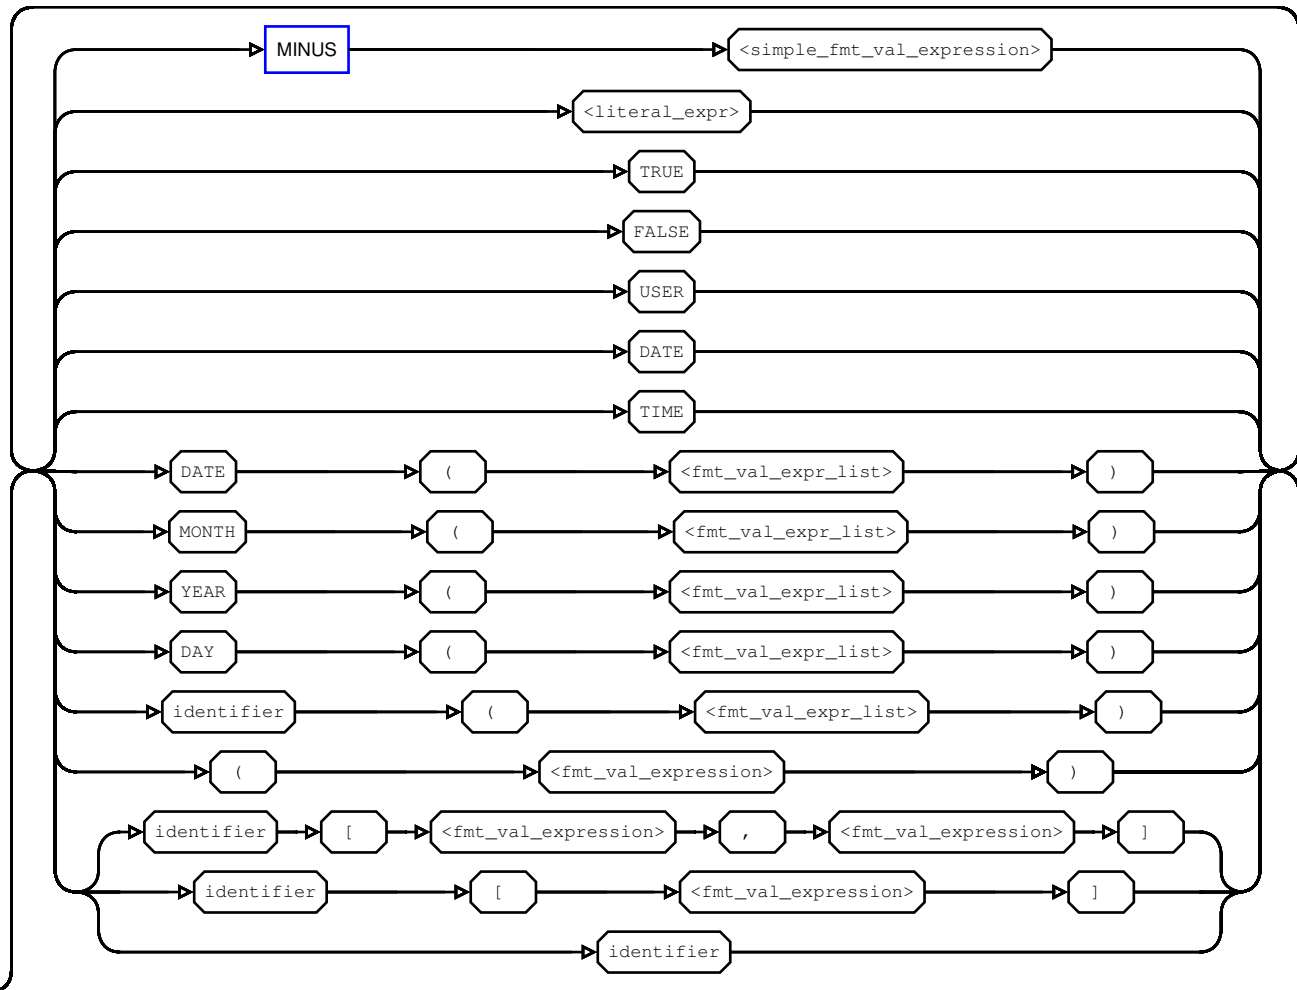 MINUS <simple_fmt_val_expression>
<literal_expr>
TRUE
FALSE
USER
DATE
TIME
DATE ( <fmt_val_expr_list> )
MONTH ( <fmt_val_expr_list> )
YEAR ( <fmt_val_expr_list> )
DAY ( <fmt_val_expr_list> )
identifier ( <fmt_val_expr_list> )
( <fmt_val_expression> )
identifier [ <fmt_val_expression> , <fmt_val_expression> ]
identifier [ <fmt_val_expression> ]
identifier